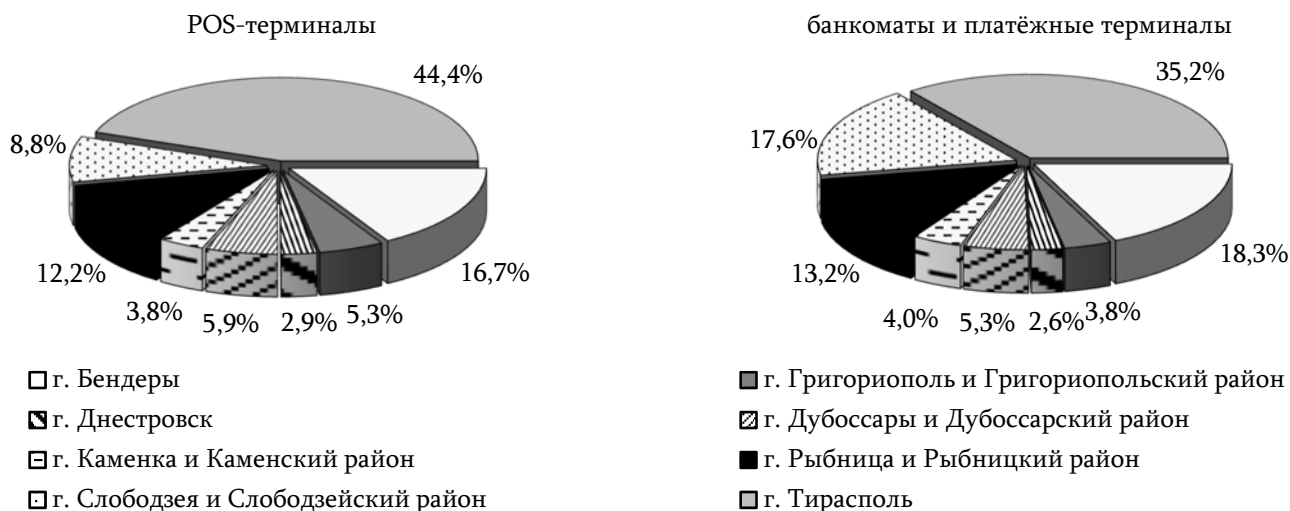 POS-терминалы
44,4%
8,8%
12,2%
3,8%
5,9%
2,9%
5,3%
16,7%
банкоматы и платёжные терминалы
35,2%
17,6%
13,2%
4,0%
5,3%
2,6%
3,8%
18,3%
г. Бендеры
г. Днестровск
г. Каменка и Каменский район
г. Слободзея и Слободзейский район
г. Григориополь и Григориопольский район
г. Дубоссары и Дубоссарский район
г. Рыбница и Рыбницкий район
г. Тирасполь